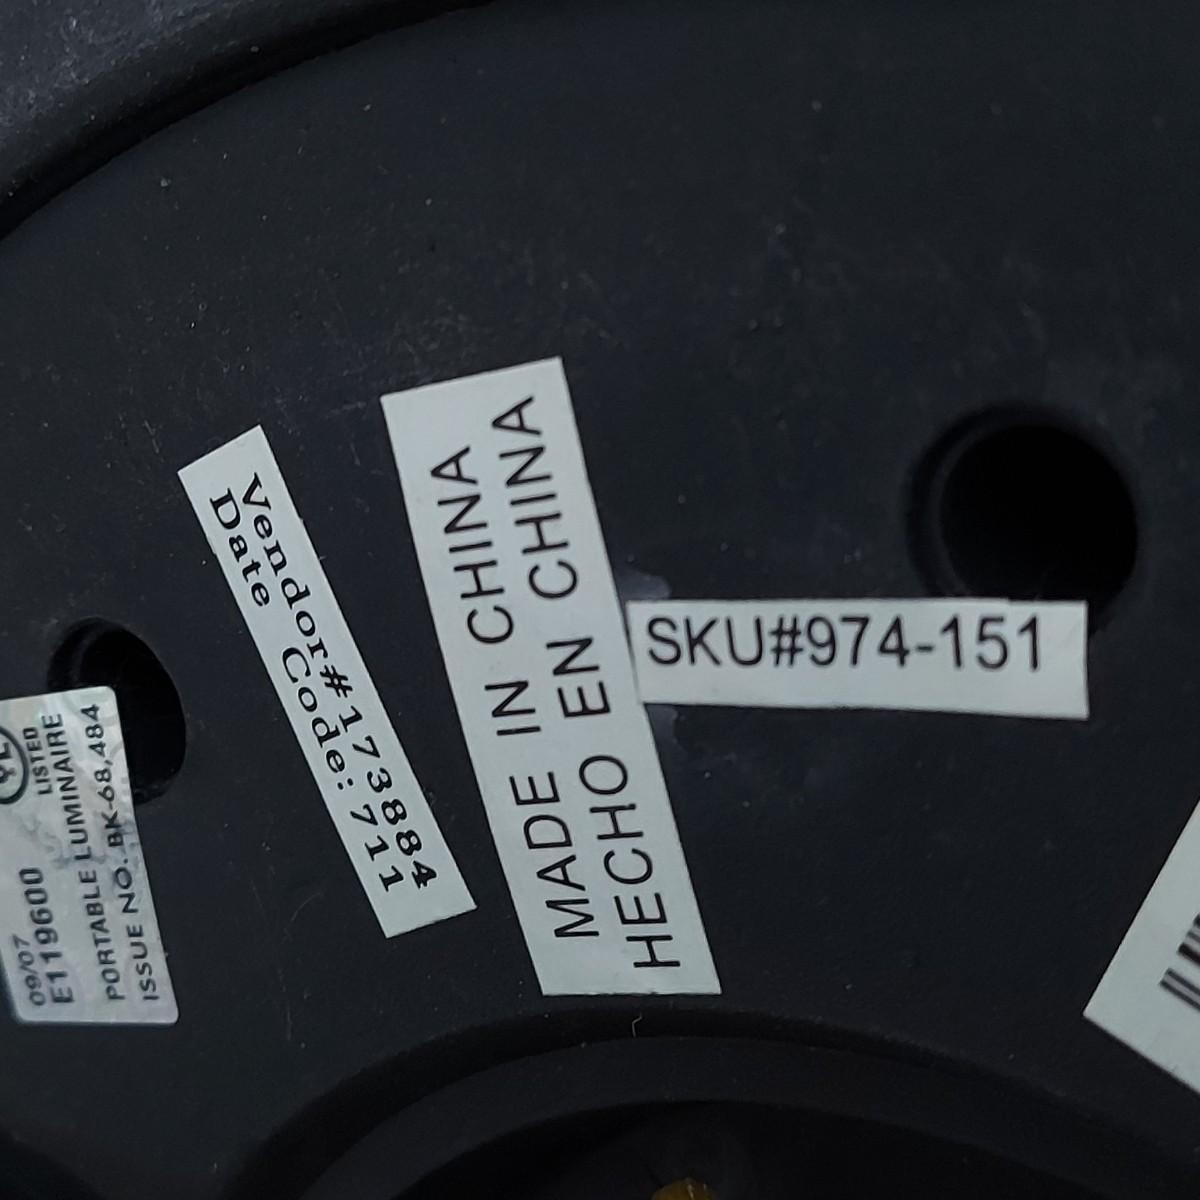 LISTED
09/07
E119600
PORTABLE LUMINAIRE
ISSUE NO. BK-68,484
Vendor#173884
Date Code: 711
MADE IN CHINA
HECHO EN CHINA
SKU#974-151